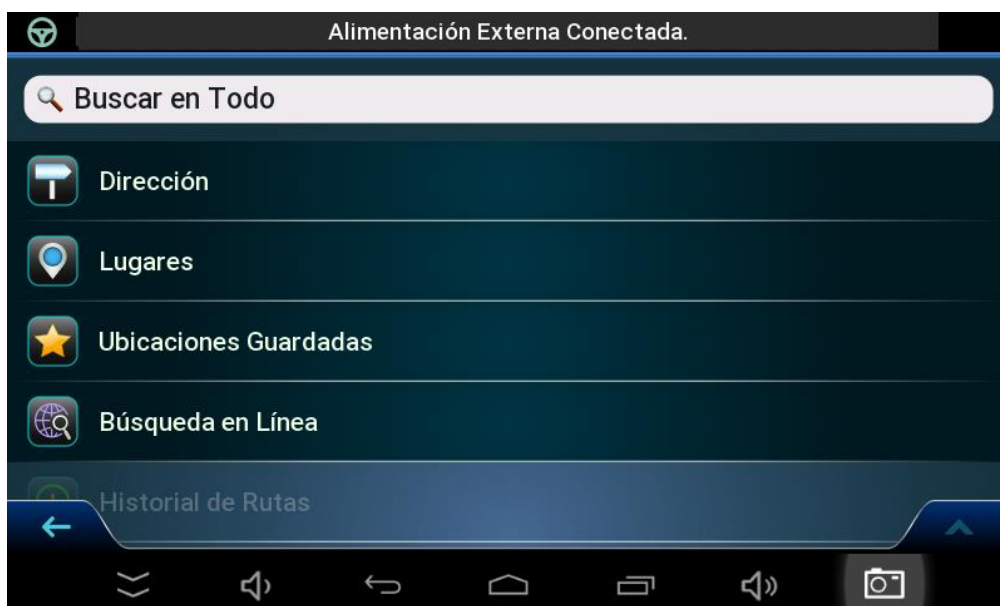 Alimentación Externa Conectada.
Buscar en Todo
Dirección
Lugares
Ubicaciones Guardadas
Búsqueda en Línea
Historial de Rutas